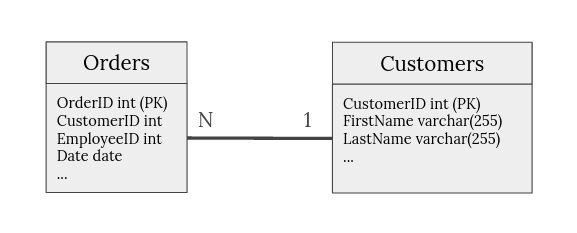 Orders
OrderID int (PK)
CustomerID int
EmployeeID int
Date date
...
N
1
Customers
CustomerID int (PK)
FirstName varchar(255)
LastName varchar(255)
...